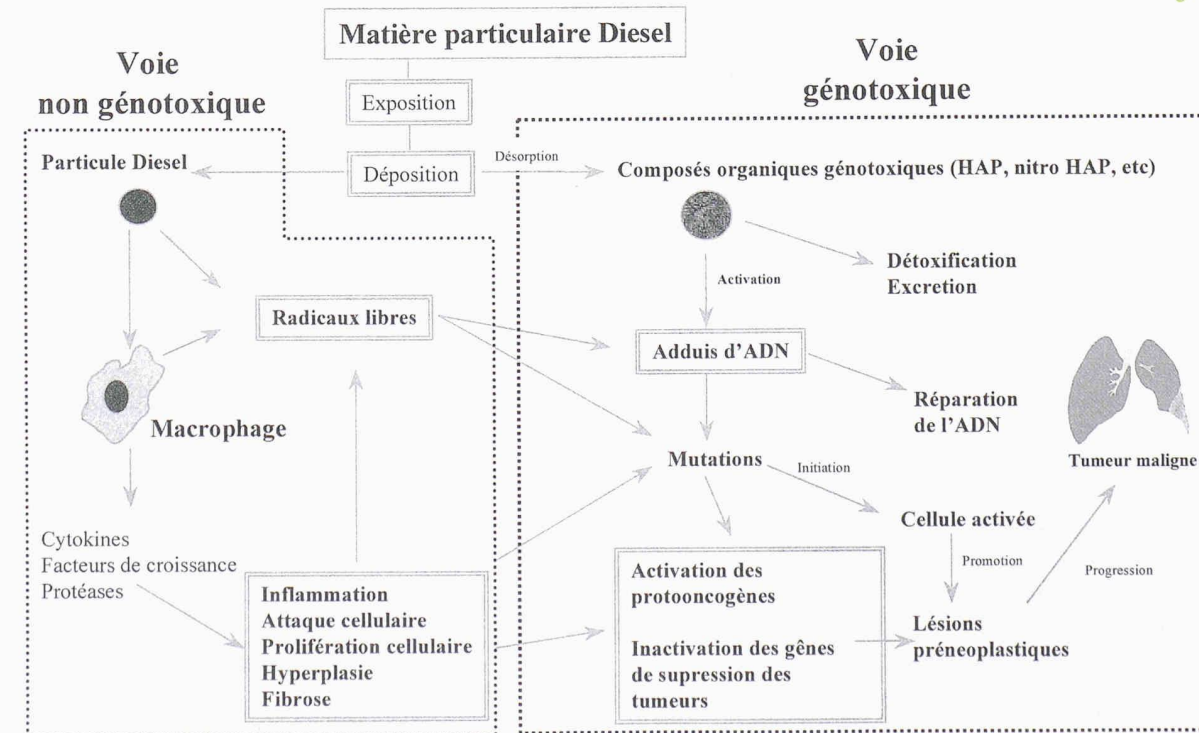 Matière particulaire Diesel
Voie
non génotoxique
Voie
génotoxique
Exposition
Déposition
Désorption
Particule Diesel
Composés organiques génotoxiques (HAP, nitro HAP, etc)
Détoxification
Excretion
Activation
Radicaux libres
Adduis d'ADN
Réparation
de l'ADN
Macrophage
Mutations
Initiation
Tumeur maligne
Cellule activée
Cytokines
Facteurs de croissance
Protéases
Promotion
Progression
Inflammation
Attaque cellulaire
Prolifération cellulaire
Hyperplasie
Fibrose
Activation des
protooncogènes
Inactivation des gênes
de supression des
tumeurs
Lésions
préneoplastiques